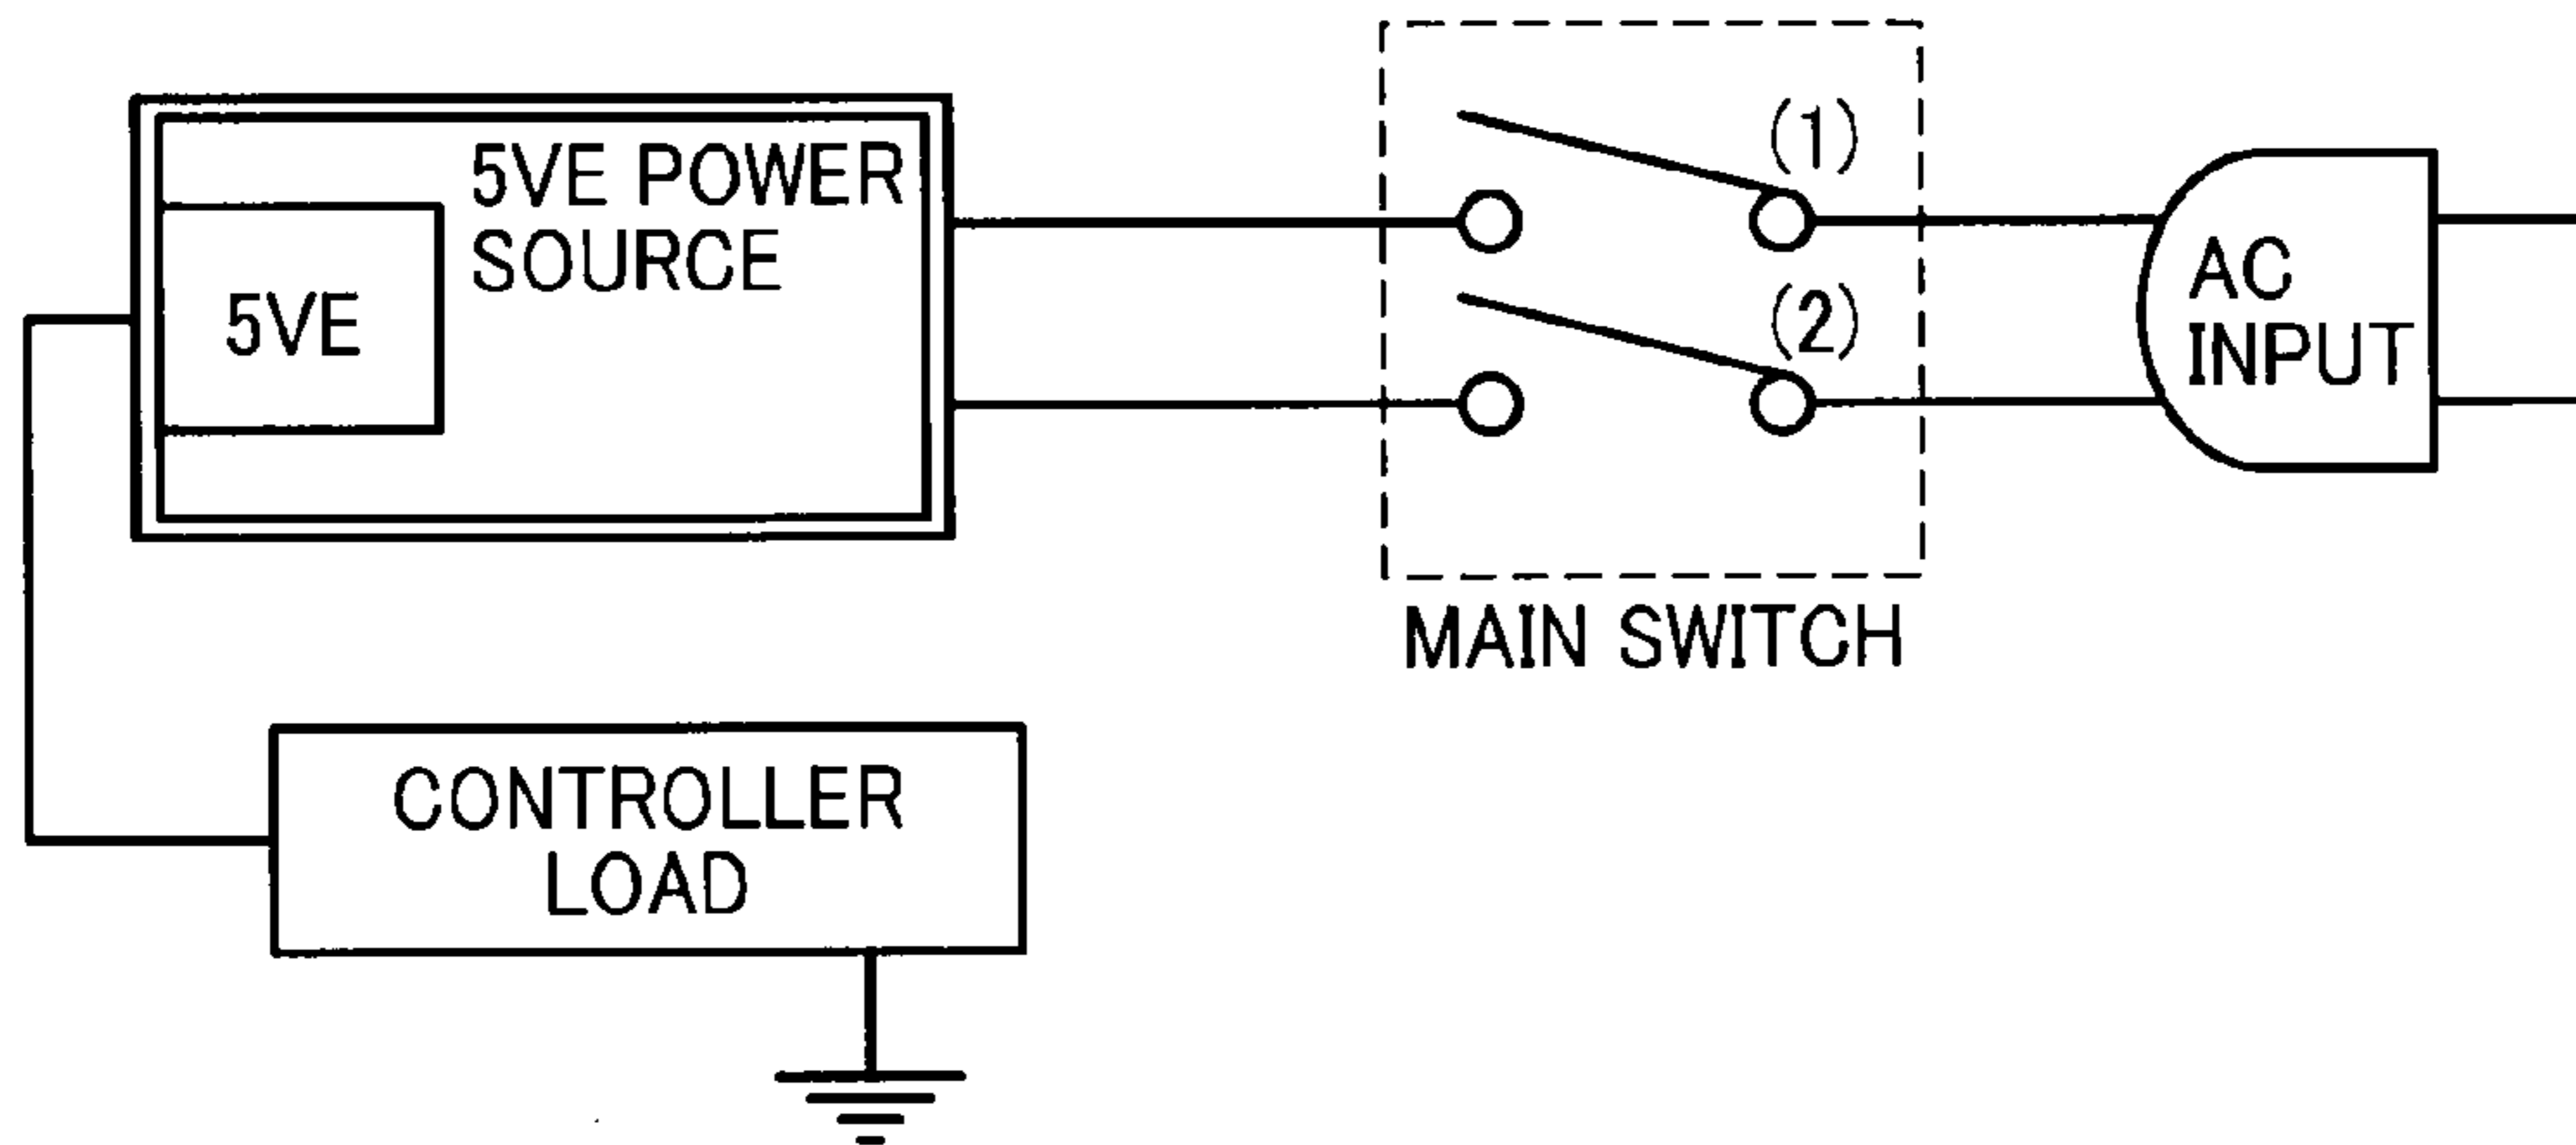 5VE POWER
SOURCE
5VE
(1)
(2)
AC
INPUT
MAIN SWITCH
CONTROLLER
LOAD